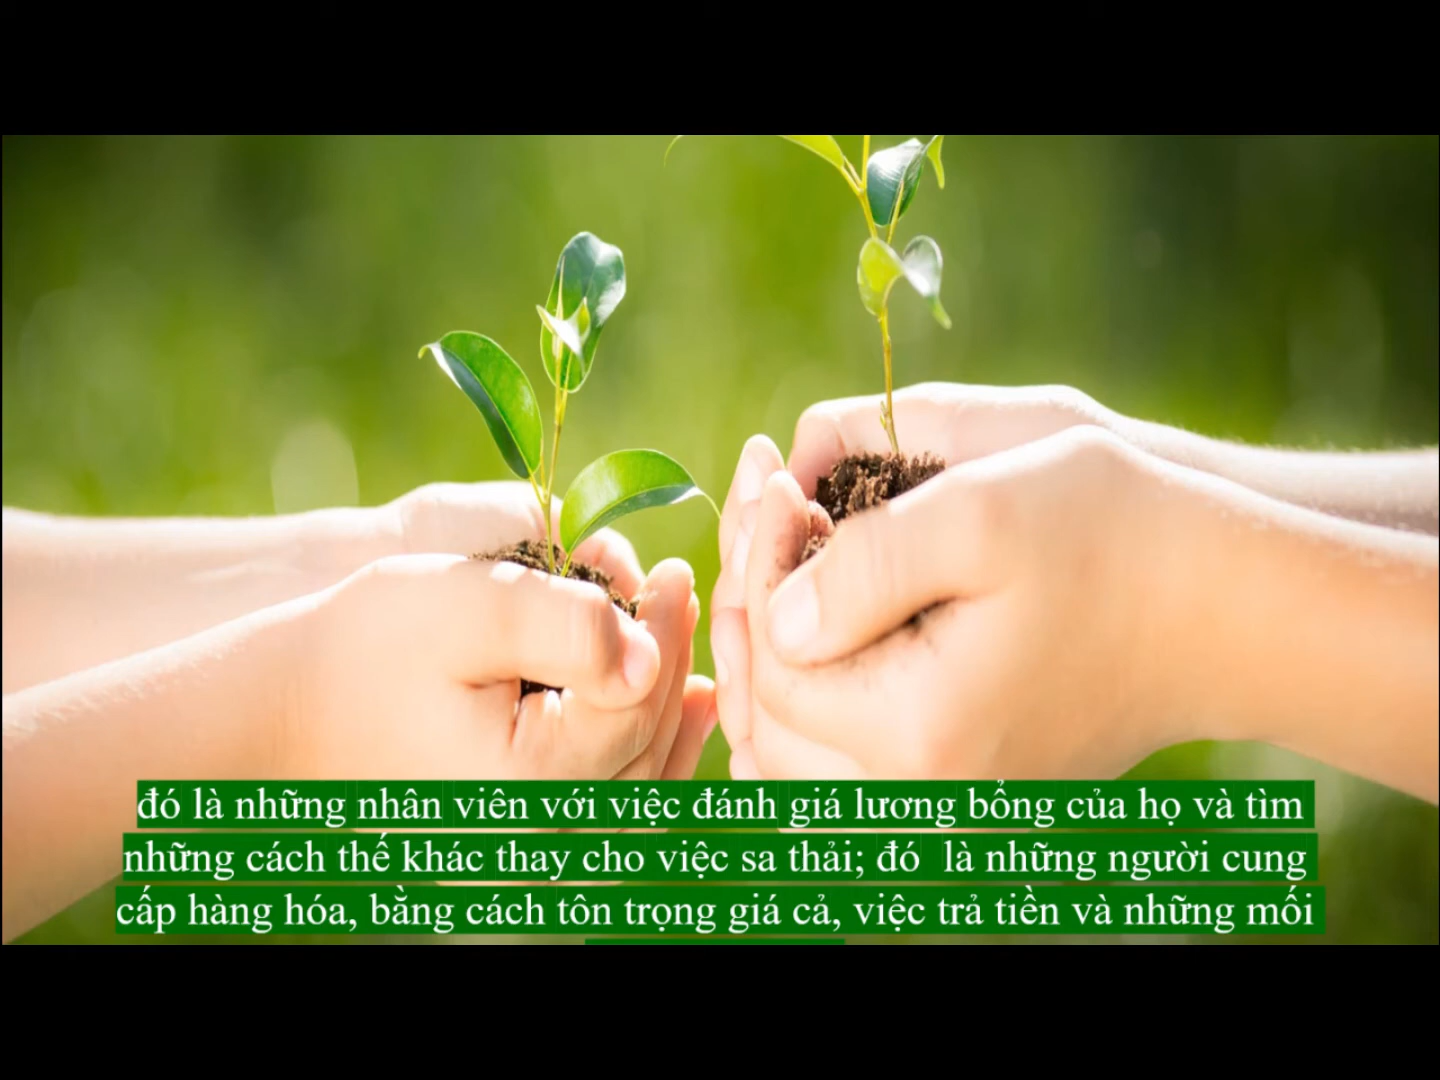 đó là những nhân viên với việc đánh giá lương bổng của họ và tìm
những cách thế khác thay cho việc sa thải; đó  là những người cung
cấp hàng hóa, bằng cách tôn trọng giá cả, việc trả tiền và những mối